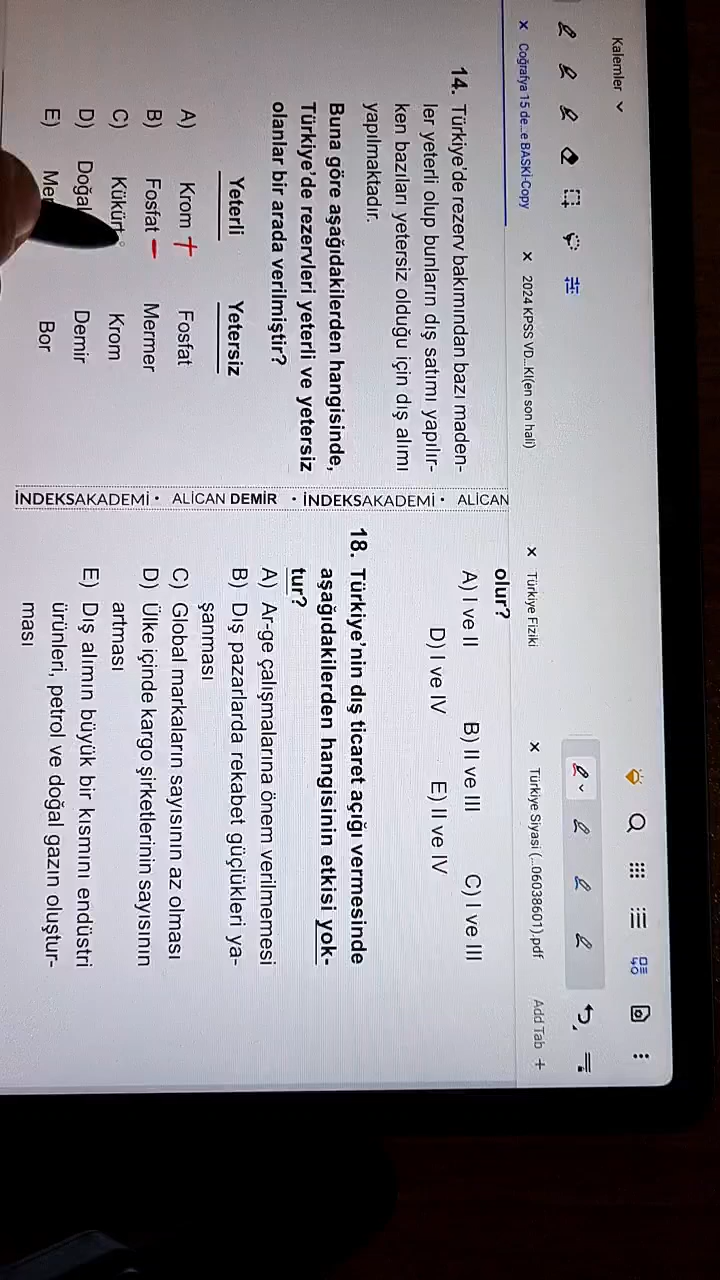 Kalemler
× Coğrafya 15 de...e BASKI-Copy
× 2024 KPSS VD...KI(en son hali)
× Türkiye Fiziki
× Türkiye Siyasi (...06038601).pdf
Add Tab +
14. Türkiye'de rezerv bakımından bazı maden-
ler yeterli olup bunların dış satımı yapılır-
ken bazıları yetersiz olduğu için dış alımı
yapılmaktadır.
Buna göre aşağıdakilerden hangisinde,
Türkiye'de rezervleri yeterli ve yetersiz
olanlar bir arada verilmiştir?
Yeterli Yetersiz
A) Krom + Fosfat
B) Fosfat - Mermer
C) Kükürt Krom
D) Doğal Demir
E) Bor
İNDEKSAKADEMİ • ALİCAN DEMİR • İNDEKSAKADEMİ • ALİCAN
olur?
A) I ve II B) II ve III C) I ve III
D) I ve IV E) II ve IV
18. Türkiye'nin dış ticaret açığı vermesinde
aşağıdakilerden hangisinin etkisi yok-
tur?
A) Ar-ge çalışmalarına önem verilmemesi
B) Dış pazarlarda rekabet güçlükleri ya-
şanması
C) Global markaların sayısının az olması
D) Ülke içinde kargo şirketlerinin sayısının
artması
E) Dış alımın büyük bir kısmını endüstri
ürünleri, petrol ve doğal gazın oluştur-
ması